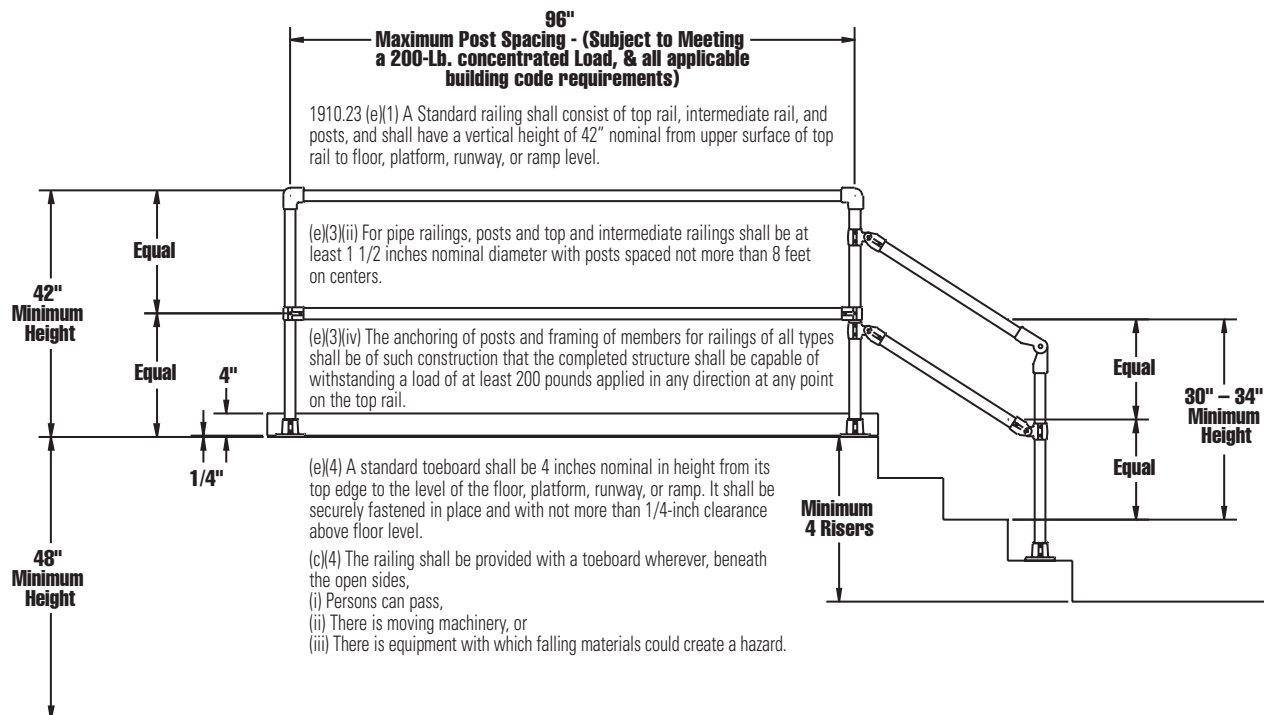 96"
Maximum Post Spacing - (Subject to Meeting
a 200-Lb. concentrated Load, & all applicable
building code requirements)
1910.23 (e)(1) A Standard railing shall consist of top rail, intermediate rail, and
posts, and shall have a vertical height of 42” nominal from upper surface of top
rail to floor, platform, runway, or ramp level.
(e)(3)(ii) For pipe railings, posts and top and intermediate railings shall be at
least 1 1/2 inches nominal diameter with posts spaced not more than 8 feet
on centers.
(e)(3)(iv) The anchoring of posts and framing of members for railings of all types
shall be of such construction that the completed structure shall be capable of
withstanding a load of at least 200 pounds applied in any direction at any point
on the top rail.
(e)(4) A standard toeboard shall be 4 inches nominal in height from its
top edge to the level of the floor, platform, runway, or ramp. It shall be
securely fastened in place and with not more than 1/4-inch clearance
above floor level.
(c)(4) The railing shall be provided with a toeboard wherever, beneath
the open sides,
(i) Persons can pass,
(ii) There is moving machinery, or
(iii) There is equipment with which falling materials could create a hazard.
42"
Minimum
Height
Equal
Equal
4"
1/4"
48"
Minimum
Height
Minimum
4 Risers
Equal
Equal
30" – 34"
Minimum
Height